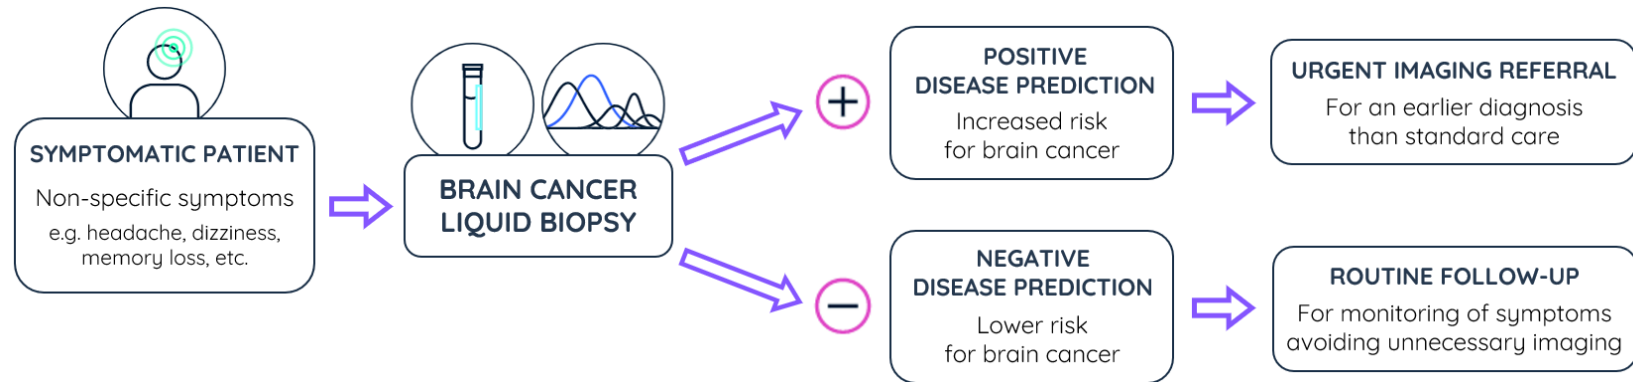 SYMPTOMATIC PATIENT
Non-specific symptoms
e.g. headache, dizziness,
memory loss, etc.
BRAIN CANCER
LIQUID BIOPSY
+
POSITIVE
DISEASE PREDICTION
Increased risk
for brain cancer
URGENT IMAGING REFERRAL
For an earlier diagnosis
than standard care
−
NEGATIVE
DISEASE PREDICTION
Lower risk
for brain cancer
ROUTINE FOLLOW-UP
For monitoring of symptoms
avoiding unnecessary imaging